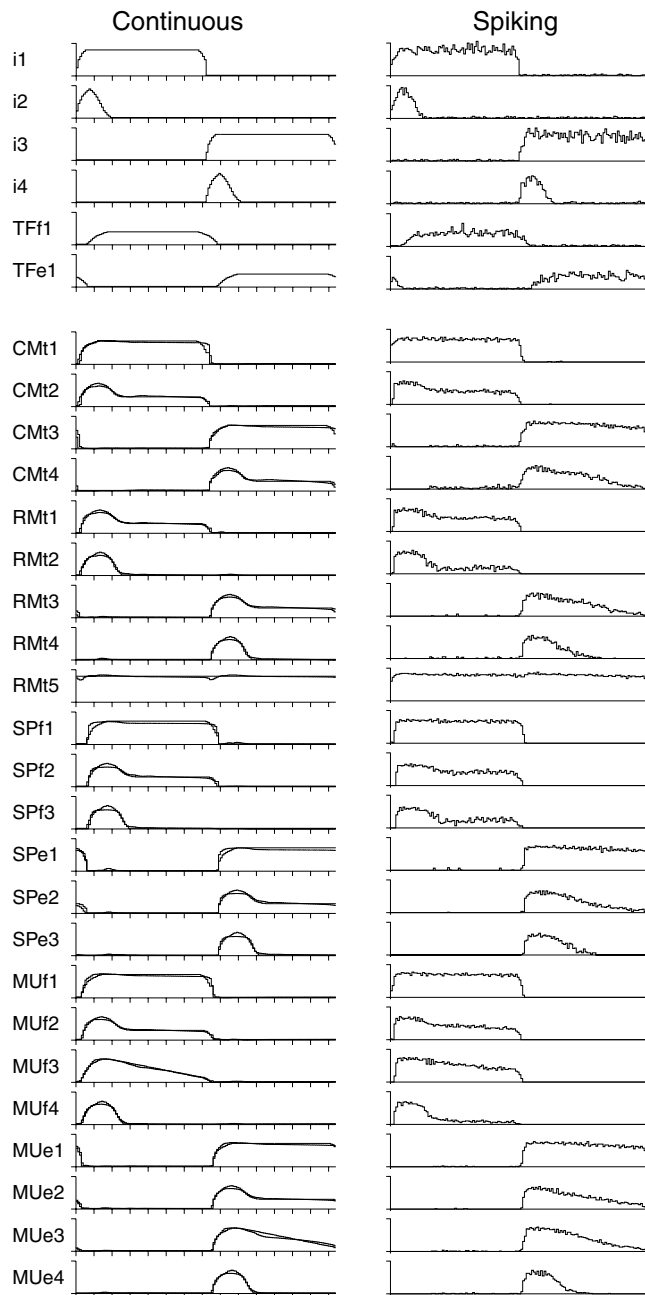 Continuous Spiking
i1
i2
i3
i4
TFf1
TFe1
CMt1
CMt2
CMt3
CMt4
RMt1
RMt2
RMt3
RMt4
RMt5
SPf1
SPf2
SPf3
SPe1
SPe2
SPe3
MUf1
MUf2
MUf3
MUf4
MUe1
MUe2
MUe3
MUe4